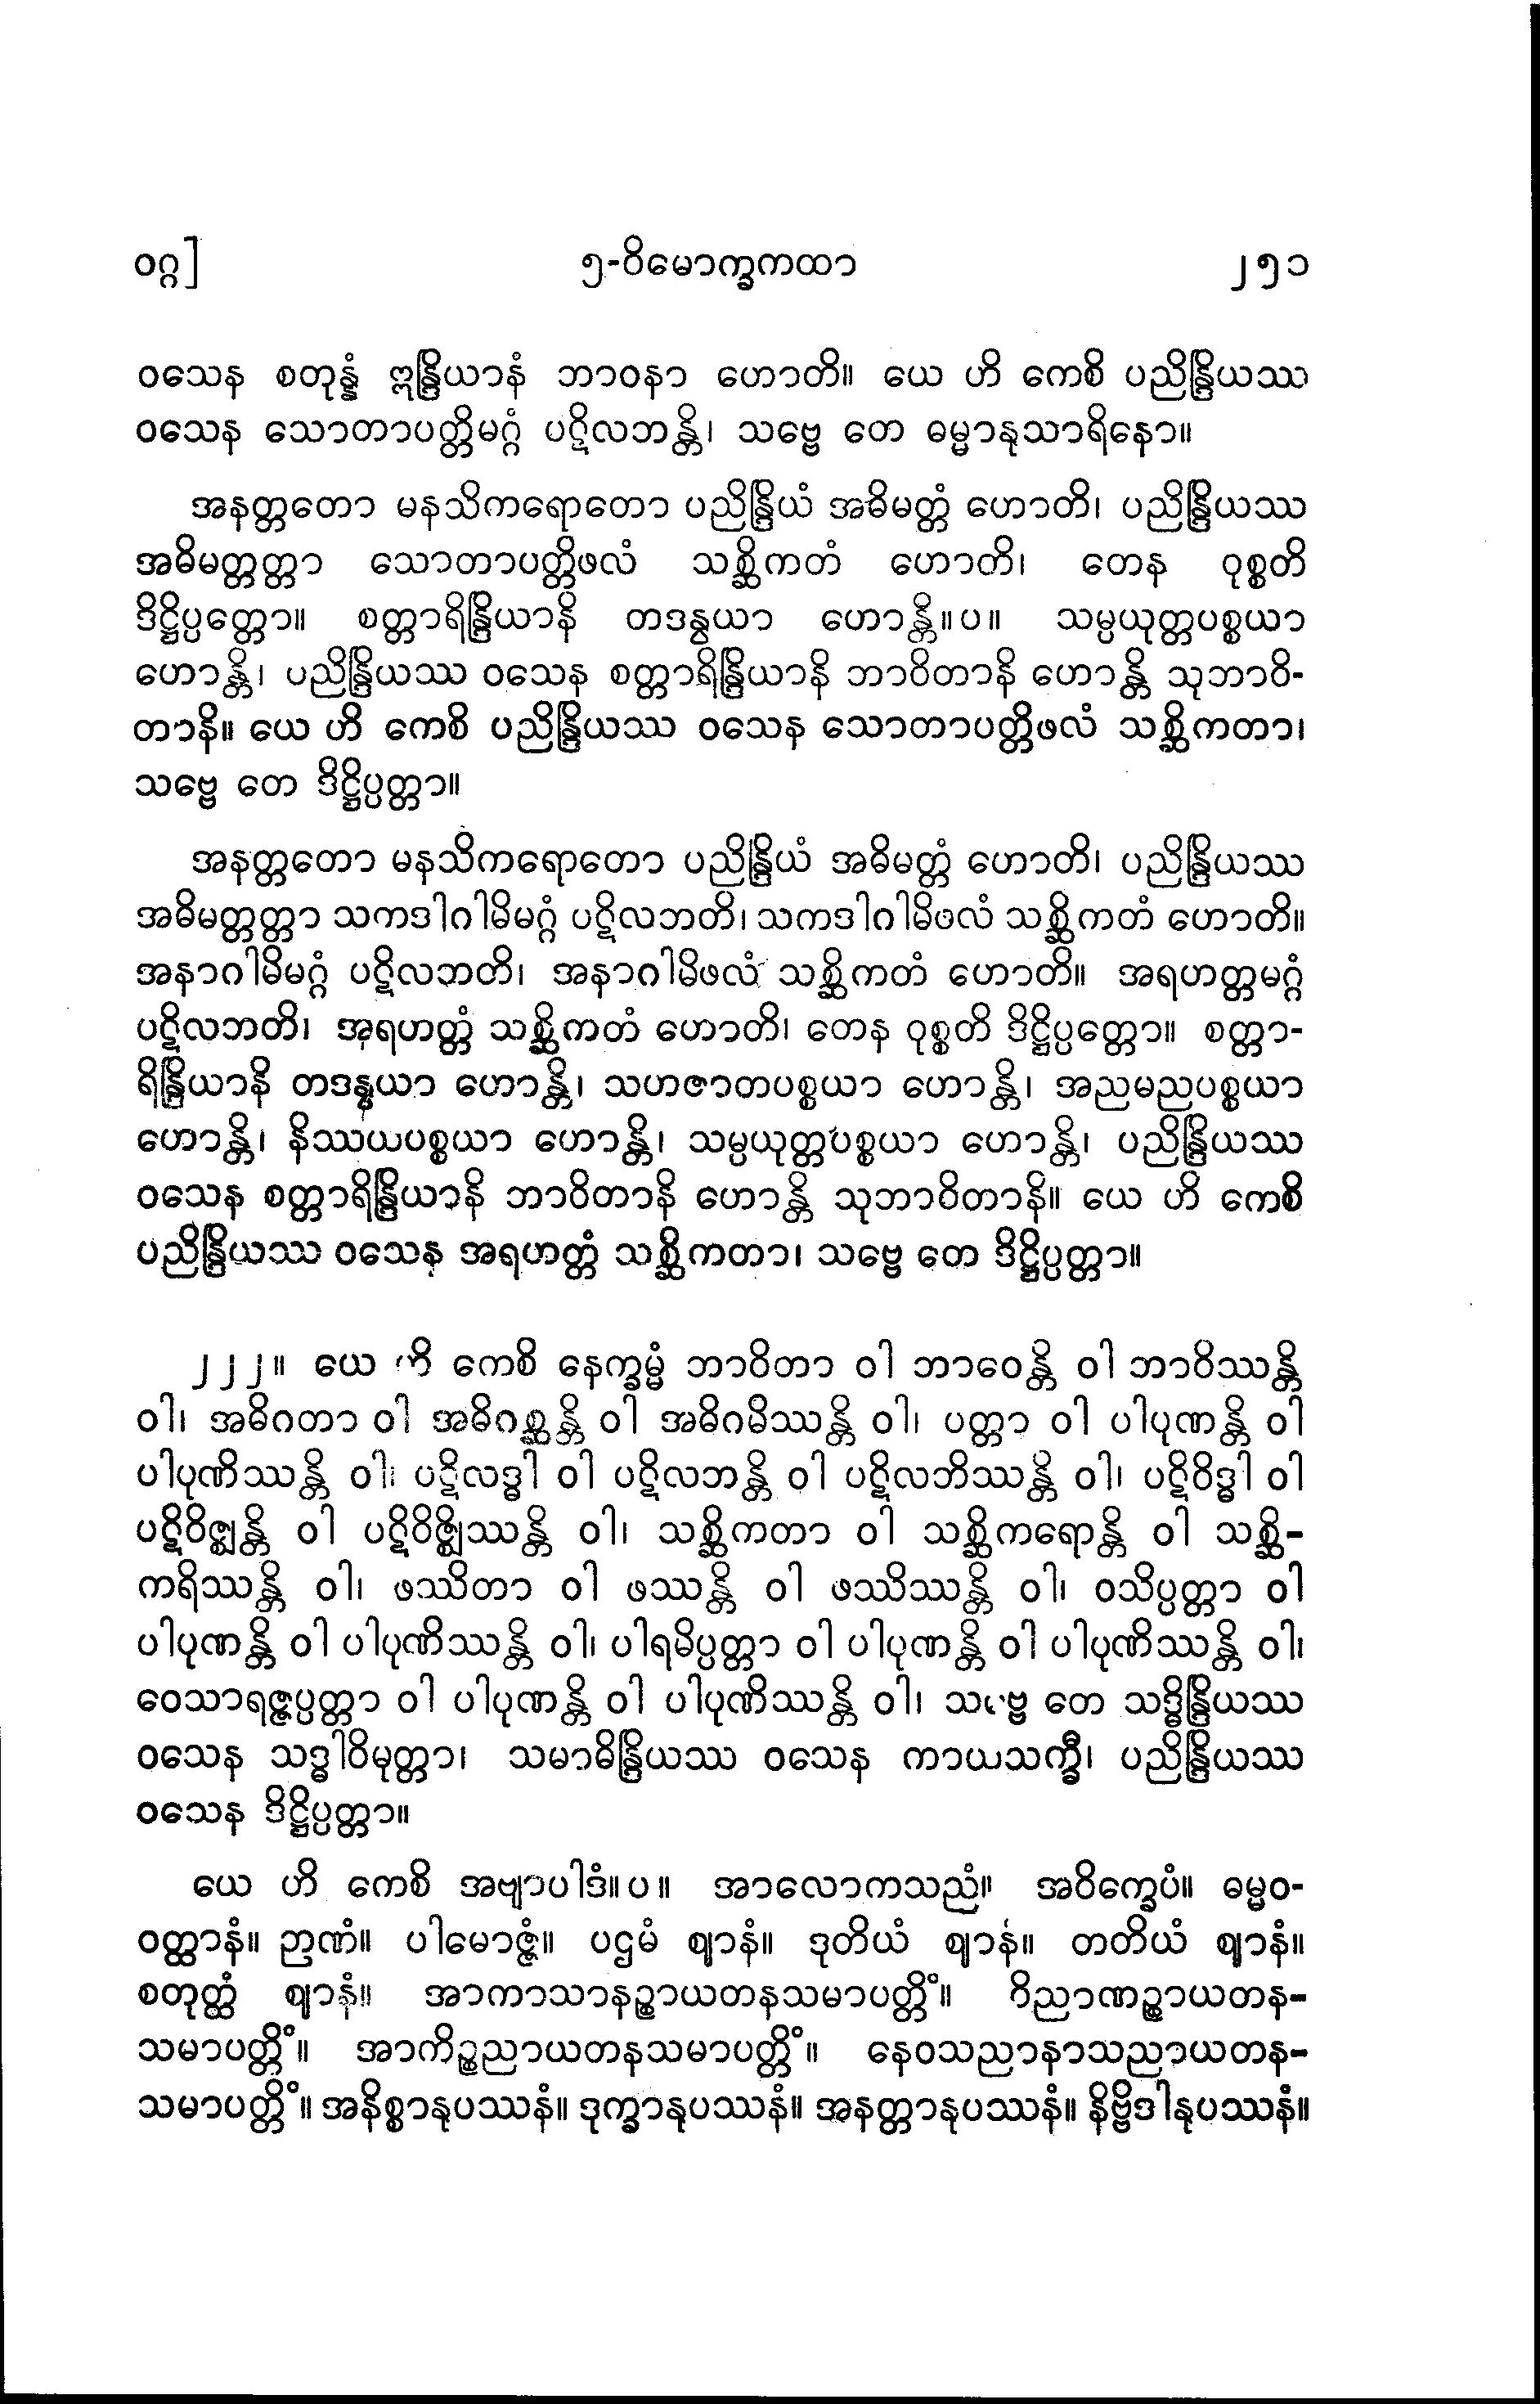 ဝဂ္ဂ] ၅-ဝိမောက္ခကထာ ၂၅၁
ဝသေန စတုန္နံ ဣန္ဒြိယာနံ ဘာဝနာ ဟောတိ။ ယေ ဟိ ကေစိ ပညိန္ဒြိယဿ
ဝသေန သောတာပတ္တိမဂ္ဂံ ပဋိလဘန္တိ၊ သဗ္ဗေ တေ ဓမ္မာနုသာရိနော။
အနတ္တတော မနသိကရောတော ပညိန္ဒြိယံ အဓိမတ္တံ ဟောတိ၊ ပညိန္ဒြိယဿ
အဓိမတ္တတ္တာ သောတာပတ္တိဖလံ သစ္ဆိကတံ ဟောတိ၊ တေန ဝုစ္စတိ
ဒိဋ္ဌိပ္ပတ္တော။ စတ္တာရိန္ဒြိယာနိ တဒန္វယာ ဟောန္တိ။ပ။ သမ္ပယုတ္တပစ္စယာ
ဟောန္တိ၊ ပညိန္ဒြိယဿ ဝသေန စတ္တာရိန္ဒြိယာနိ ဘာဝိတာနိ ဟောန္တိ သုဘာဝိ-
တာနိ။ ယေ ဟိ ကေစိ ပညိန္ဒြိယဿ ဝသေန သောတာပတ္တိဖလံ သစ္ဆိကတာ၊
သဗ္ဗေ တေ ဒိဋ္ဌိပ္ပတ္တာ။
အနတ္တတော မနသိကရောတော ပညိန္ဒြိယံ အဓိမတ္တံ ဟောတိ၊ ပညိန္ဒြိယဿ
အဓိမတ္တတ္တာ သကဒါဂါမိမဂ္ဂံ ပဋိလဘတိ၊ သကဒါဂါမိဖလံ သစ္ဆိကတံ ဟောတိ။
အနာဂါမိမဂ္ဂံ ပဋိလဘတိ၊ အနာဂါမိဖလံ သစ္ဆိကတံ ဟောတိ။ အရဟတ္တမဂ္ဂံ
ပဋိလဘတိ၊ အရဟတ္တံ သစ္ဆိကတံ ဟောတိ၊ တေန ဝုစ္စတိ ဒိဋ္ဌိပ္ပတ္တော။ စတ္တာ-
ရိန္ဒြိယာနိ တဒန္ဝယာ ဟောန္တိ၊ သဟဇာတပစ္စယာ ဟောန္တိ၊ အညမညပစ္စယာ
ဟောန္တိ၊ နိဿယပစ္စယာ ဟောန္တိ၊ သမ္ပယုတ္တပစ္စယာ ဟောန္တိ၊ ပညိန္ဒြိယဿ
ဝသေန စတ္တာရိန္ဒြိယာနိ ဘာဝိတာနိ ဟောန္တိ သုဘာဝိတာနိ။ ယေ ဟိ ကေစိ
ပညိန္ဒြိယဿ ဝသေန အရဟတ္တံ သစ္ဆိကတာ၊ သဗ္ဗေ တေ ဒိဋ္ဌိပ္ပတ္တာ။
၂၂၂။ ယေ ဟိ ကေစိ နေက္ခမ္မံ ဘာဝိတာ ဝါ ဘာဝေန္တိ ဝါ ဘာဝိဿန္တိ
ဝါ၊ အဓိဂတာ ဝါ အဓိဂစ္ဆန္တိ ဝါ အဓိဂမိဿန္တိ ဝါ၊ ပတ္တာ ဝါ ပါပုဏန္တိ ဝါ
ပါပုဏိဿန္တိ ဝါ၊ ပဋိလဒ္ဓါ ဝါ ပဋိလဘန္တိ ဝါ ပဋိလဘိဿန္တိ ဝါ၊ ပဋိဝိဒ္ဓါ ဝါ
ပဋိဝိဇ္ဈန္တိ ဝါ ပဋိဝိဇ္ဈိဿန္တိ ဝါ၊ သစ္ဆိကတာ ဝါ သစ္ဆိကရောန္တိ ဝါ သစ္ဆိ-
ကရိဿန္တိ ဝါ၊ ဖဿိတာ ဝါ ဖဿန္တိ ဝါ ဖဿိဿန္တိ ဝါ၊ ဝသိပ္ပတ္တာ ဝါ
ပါပုဏန္တိ ဝါ ပါပုဏိဿန္တိ ဝါ၊ ပါရမိပ္ပတ္တာ ဝါ ပါပုဏန္တိ ဝါ ပါပုဏိဿန္တိ ဝါ၊
ဝေသာရဇ္ဇပ္ပတ္တာ ဝါ ပါပုဏန္တိ ဝါ ပါပုဏိဿန္တိ ဝါ၊ သဗ္ဗေ တေ သဒ္ဓိန္ဒြိယဿ
ဝသေန သဒ္ဓါဝိမုတ္တာ၊ သမာဓိန္ဒြိယဿ ဝသေန ကာယသက္ခီ၊ ပညိန္ဒြိယဿ
ဝသေန ဒိဋ္ဌိပ္ပတ္တာ။
ယေ ဟိ ကေစိ အဗျာပါဒံ။ပ။ အာလောကသညံ။ အဝိက္ခေပံ။ ဓမ္မဝ-
ဝတ္ထာနံ။ ဉာဏံ။ ပါမောဇ္ဇံ။ ပဌမံ ဈာနံ။ ဒုတိယံ ဈာနံ။ တတိယံ ဈာနံ။
စတုတ္ထံ ဈာနံ။ အာကာသာနဉ္စာယတနသမာပတ္တိံ။ ဝိညာဏဉ္စာယတန-
သမာပတ္တိံ။ အာကိဉ္စညာယတနသမာပတ္တိံ။ နေဝသညာနာသညာယတန-
သမာပတ္တိံ။ အနိစ္စာနုပဿနံ။ ဒုက္ခာနုပဿနံ။ အနတ္တာနုပဿနံ။ နိဗ္ဗိဒါနုပဿနံ။